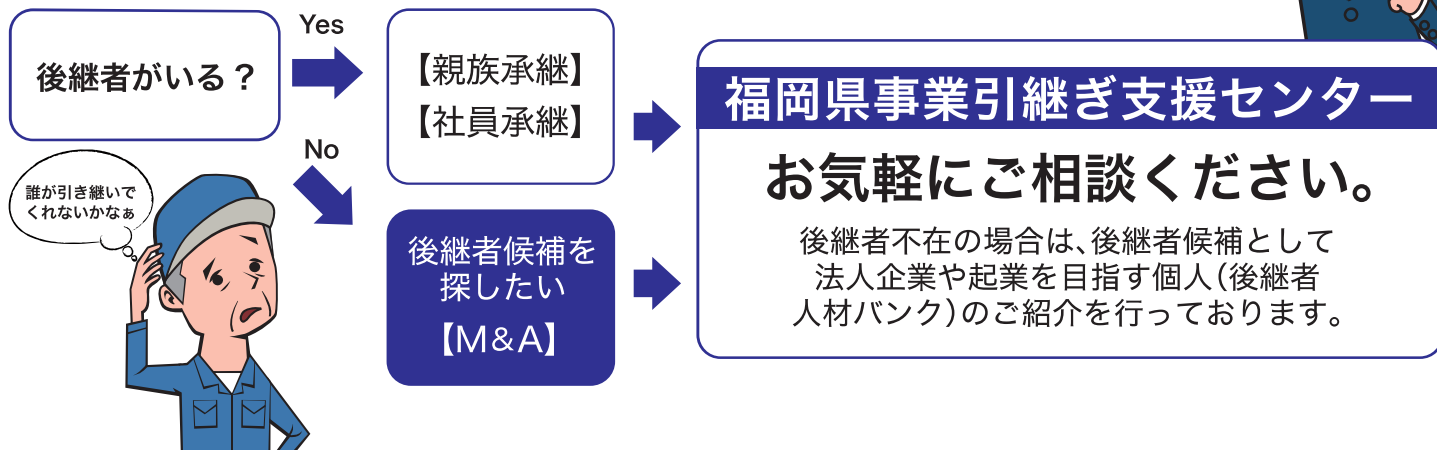 後継者がいる？
Yes
【親族承継】
【社員承継】
No
誰が引き継いで
くれないかなぁ
後継者候補を
探したい
【M&A】
福岡県事業引継ぎ支援センター
お気軽にご相談ください。
後継者不在の場合は、後継者候補として
法人企業や起業を目指す個人（後継者
人材バンク）のご紹介を行っております。